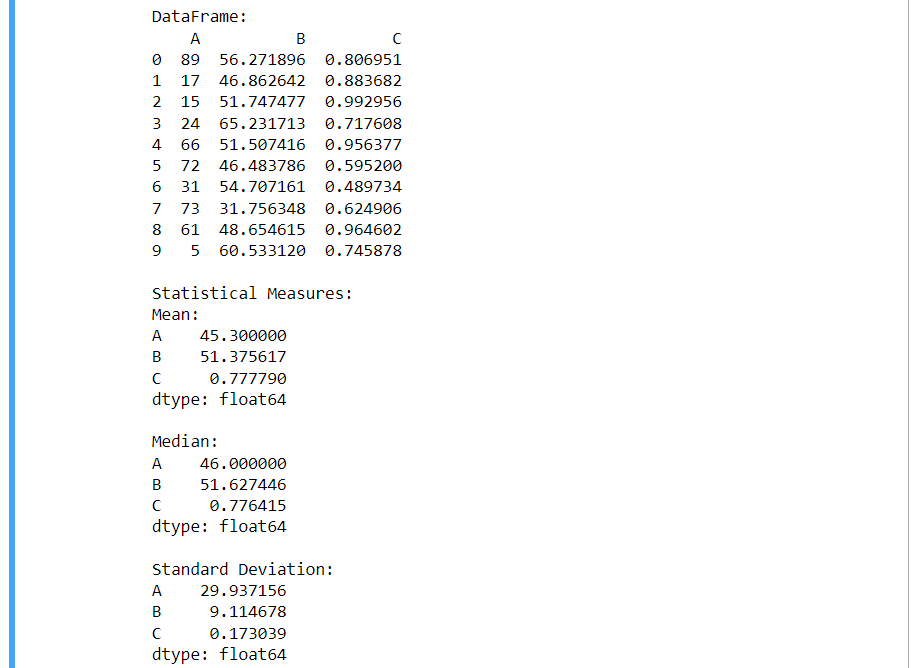 DataFrame:
    A          B         C
0  89  56.271896  0.806951
1  17  46.862642  0.883682
2  15  51.747477  0.992956
3  24  65.231713  0.717608
4  66  51.507416  0.956377
5  72  46.483786  0.595200
6  31  54.707161  0.489734
7  73  31.756348  0.624906
8  61  48.654615  0.964602
9   5  60.533120  0.745878

Statistical Measures:
Mean:
A    45.300000
B    51.375617
C     0.777790
dtype: float64

Median:
A    46.000000
B    51.627446
C     0.776415
dtype: float64

Standard Deviation:
A    29.937156
B     9.114678
C     0.173039
dtype: float64